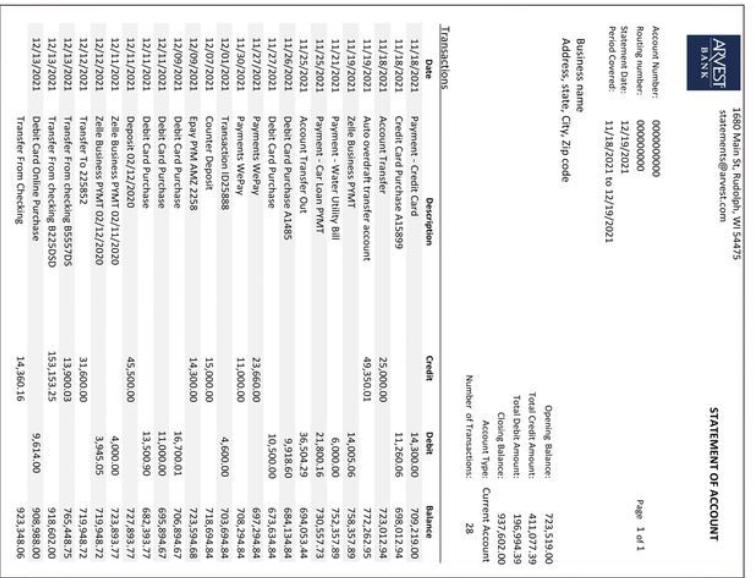 ARVEST
BANK
1680 Main St, Rudolph, WI 54475
statements@arvest.com
STATEMENT OF ACCOUNT
Account Number: 0000000000
Routing number: 000000000
Statement Date: 12/19/2021
Period Covered: 11/18/2021 to 12/19/2021
Page 1 of 1
Business name
Address, state, City, Zip code
Opening Balance: 723,519.00
Total Credit Amount: 411,077.39
Total Debit Amount: 196,994.39
Closing Balance: 937,602.00
Account Type: Current Account
Number of Transactions: 28
Transactions
Date Description Credit Debit Balance
11/18/2021 Payment - Credit Card 14,300.00 709,219.00
11/18/2021 Credit Card Purchase A15899 11,260.06 698,012.94
11/18/2021 Account Transfer 25,000.00 723,012.94
11/19/2021 Auto overdraft transfer account 49,350.01 772,262.95
11/19/2021 Zelle Business PYMT 14,005.06 758,357.89
11/21/2021 Payment - Water Utility Bill 6,000.00 752,357.89
11/25/2021 Payment - Car Loan PYMT 21,800.16 730,557.73
11/25/2021 Account Transfer Out 36,504.29 694,053.44
11/26/2021 Debit Card Purchase A1485 9,918.60 684,134.84
11/27/2021 Debit Card Purchase 10,500.00 673,634.84
11/27/2021 Payments WePay 23,660.00 697,294.84
11/30/2021 Payments WePay 11,000.00 708,294.84
12/01/2021 Transaction ID25888 4,600.00 703,694.84
12/07/2021 Counter Deposit 15,000.00 718,694.84
12/09/2021 Epay PYM AMZ 2258 14,300.00 723,594.68
12/09/2021 Debit Card Purchase 16,700.01 706,894.67
12/11/2021 Debit Card Purchase 11,000.00 695,894.67
12/11/2021 Debit Card Purchase 13,500.90 682,393.77
12/11/2021 Deposit 02/12/2020 45,500.00 727,893.77
12/11/2021 Zelle Business PYMT 02/11/2020 4,000.00 723,893.77
12/12/2021 Zelle Business PYMT 02/12/2020 3,945.05 719,948.72
12/12/2021 Transfer To 225852 31,600.00 719,948.72
12/13/2021 Transfer From checking B5557DS 13,900.03 765,448.75
12/13/2021 Transfer From checking B225DSD 153,153.25 918,602.00
12/13/2021 Debit Card Online Purchase 9,614.00 908,988.00
Transfer From Checking 14,360.16 923,348.06